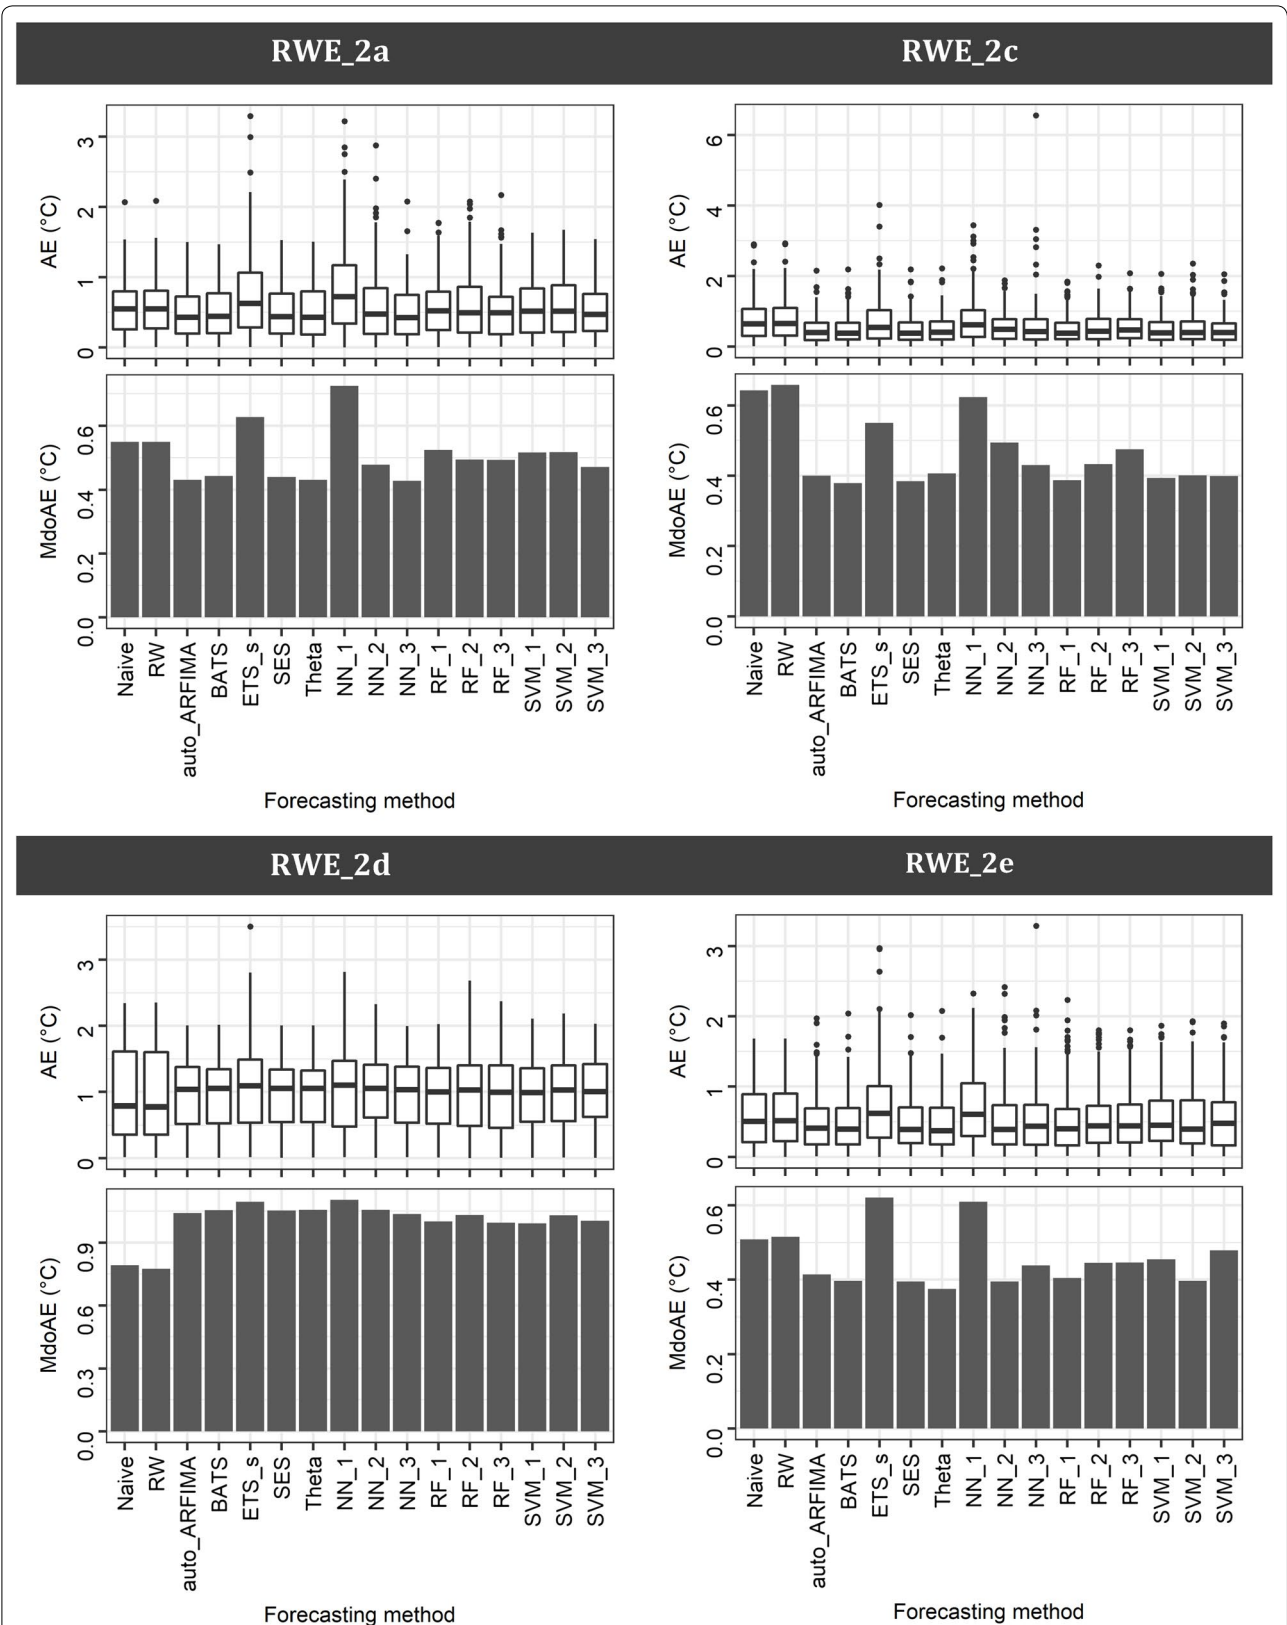 RWE_2a
RWE_2c
AE (°C)
3
2
1
0
MdoAE (°C)
0.6
0.4
0.2
0.0
Naive
RW
auto_ARFIMA
BATS
ETS_s
SES
Theta
NN_1
NN_2
NN_3
RF_1
RF_2
RF_3
SVM_1
SVM_2
SVM_3
Forecasting method
AE (°C)
6
4
2
0
MdoAE (°C)
0.6
0.4
0.2
0.0
Naive
RW
auto_ARFIMA
BATS
ETS_s
SES
Theta
NN_1
NN_2
NN_3
RF_1
RF_2
RF_3
SVM_1
SVM_2
SVM_3
Forecasting method
RWE_2d
RWE_2e
AE (°C)
3
2
1
0
MdoAE (°C)
0.9
0.6
0.3
0.0
Naive
RW
auto_ARFIMA
BATS
ETS_s
SES
Theta
NN_1
NN_2
NN_3
RF_1
RF_2
RF_3
SVM_1
SVM_2
SVM_3
Forecasting method
AE (°C)
3
2
1
0
MdoAE (°C)
0.6
0.4
0.2
0.0
Naive
RW
auto_ARFIMA
BATS
ETS_s
SES
Theta
NN_1
NN_2
NN_3
RF_1
RF_2
RF_3
SVM_1
SVM_2
SVM_3
Forecasting method